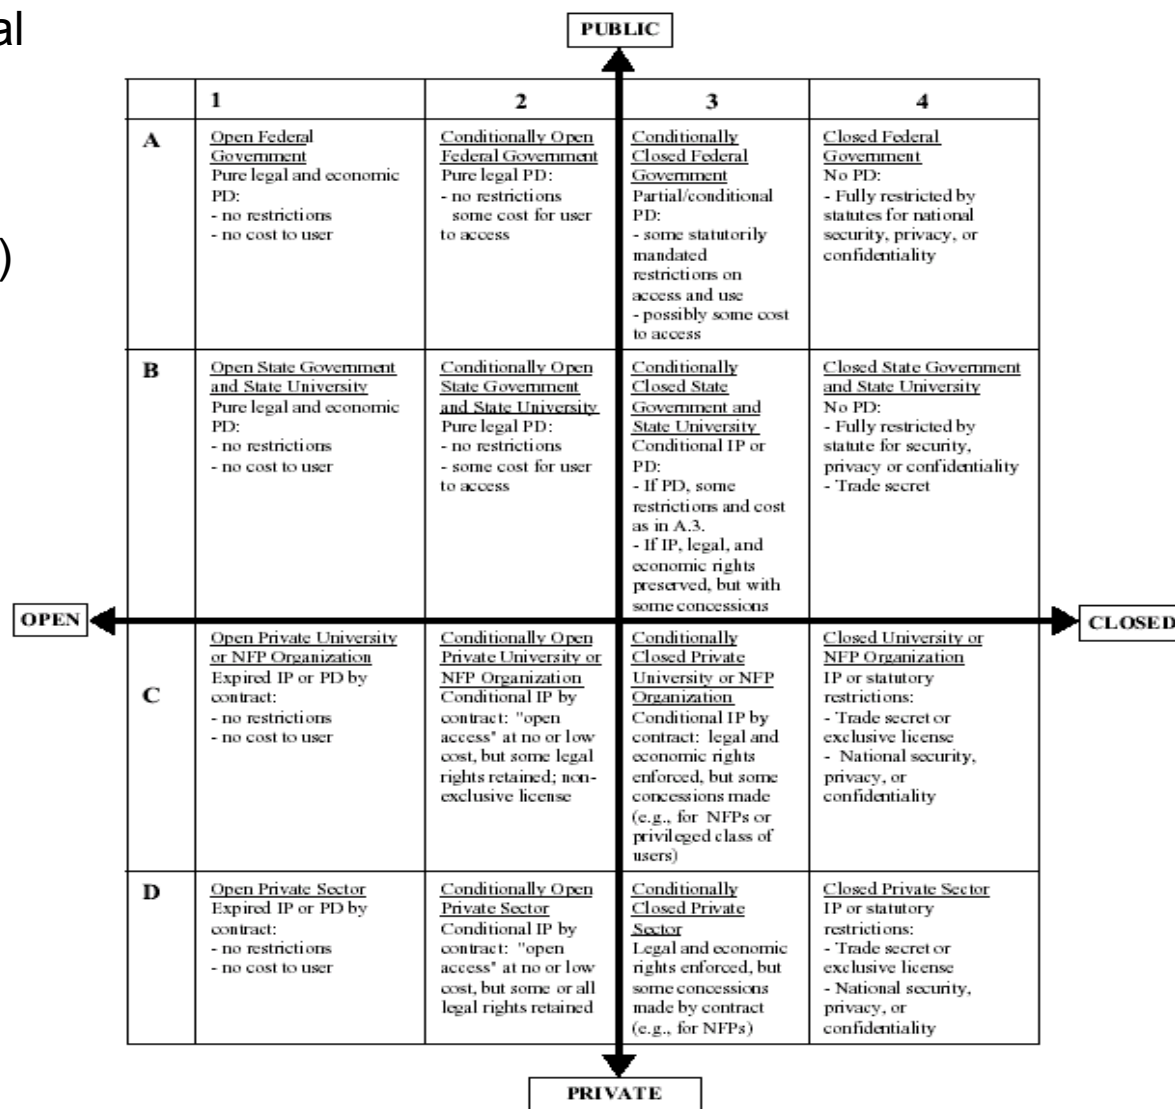 al
)
PUBLIC
1
2
3
4
A
Open Federal
Government
Pure legal and economic
PD:
- no restrictions
- no cost to user
Conditionally Open
Federal Government
Pure legal PD:
- no restrictions
some cost for user
to access
Conditionally
Closed Federal
Government
Partial/conditional
PD:
- some statutorily
mandated
restrictions on
access and use
- possibly some cost
to access
Closed Federal
Government
No PD:
- Fully restricted by
statutes for national
security, privacy, or
confidentiality
B
Open State Government
and State University
Pure legal and economic
PD:
- no restrictions
- no cost to user
Conditionally Open
State Government
and State University
Pure legal PD:
- no restrictions
- some cost for user
to access
Conditionally
Closed State
Government and
State University
Conditional IP or
PD:
- If PD, some
restrictions and cost
as in A.3.
- If IP, legal, and
economic rights
preserved, but with
some concessions
Closed State Government
and State University
No PD:
- Fully restricted by
statute for security,
privacy or confidentiality
- Trade secret
OPEN
CLOSED
C
Open Private University
or NFP Organization
Expired IP or PD by
contract:
- no restrictions
- no cost to user
Conditionally Open
Private University or
NFP Organization
Conditional IP by
contract: "open
access" at no or low
cost, but some legal
rights retained; non-
exclusive license
Conditionally
Closed Private
University or NFP
Organization
Conditional IP by
contract: legal and
economic rights
enforced, but some
concessions made
(e.g., for NFPs or
privileged class of
users)
Closed University or
NFP Organization
IP or statutory
restrictions:
- Trade secret or
exclusive license
- National security,
privacy, or
confidentiality
D
Open Private Sector
Expired IP or PD by
contract:
- no restrictions
- no cost to user
Conditionally Open
Private Sector
Conditional IP by
contract: "open
access" at no or low
cost, but some or all
legal rights retained
Conditionally
Closed Private
Sector
Legal and economic
rights enforced, but
some concessions
made by contract
(e.g., for NFPs)
Closed Private Sector
IP or statutory
restrictions:
- Trade secret or
exclusive license
- National security,
privacy, or
confidentiality
PRIVATE